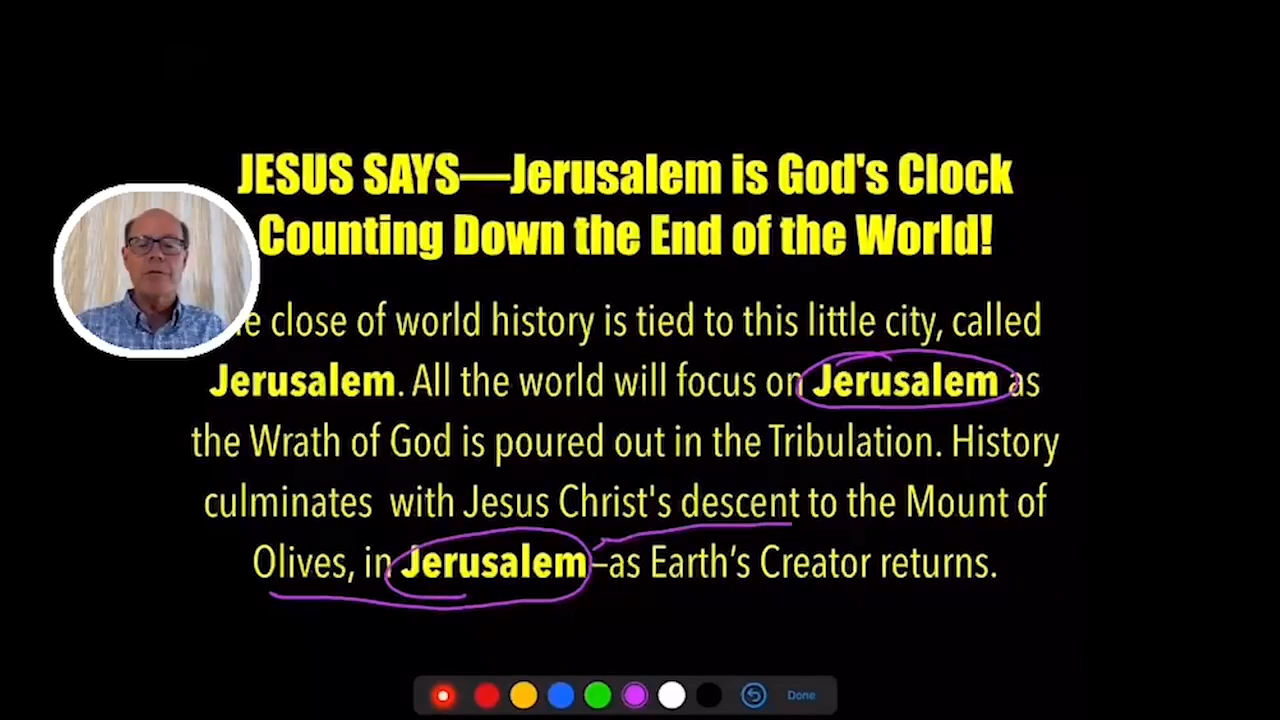 JESUS SAYS—Jerusalem is God's Clock
Counting Down the End of the World!
close of world history is tied to this little city, called
Jerusalem. All the world will focus on Jerusalem as
the Wrath of God is poured out in the Tribulation. History
culminates with Jesus Christ's descent to the Mount of
Olives, in Jerusalem–as Earth’s Creator returns.
Done